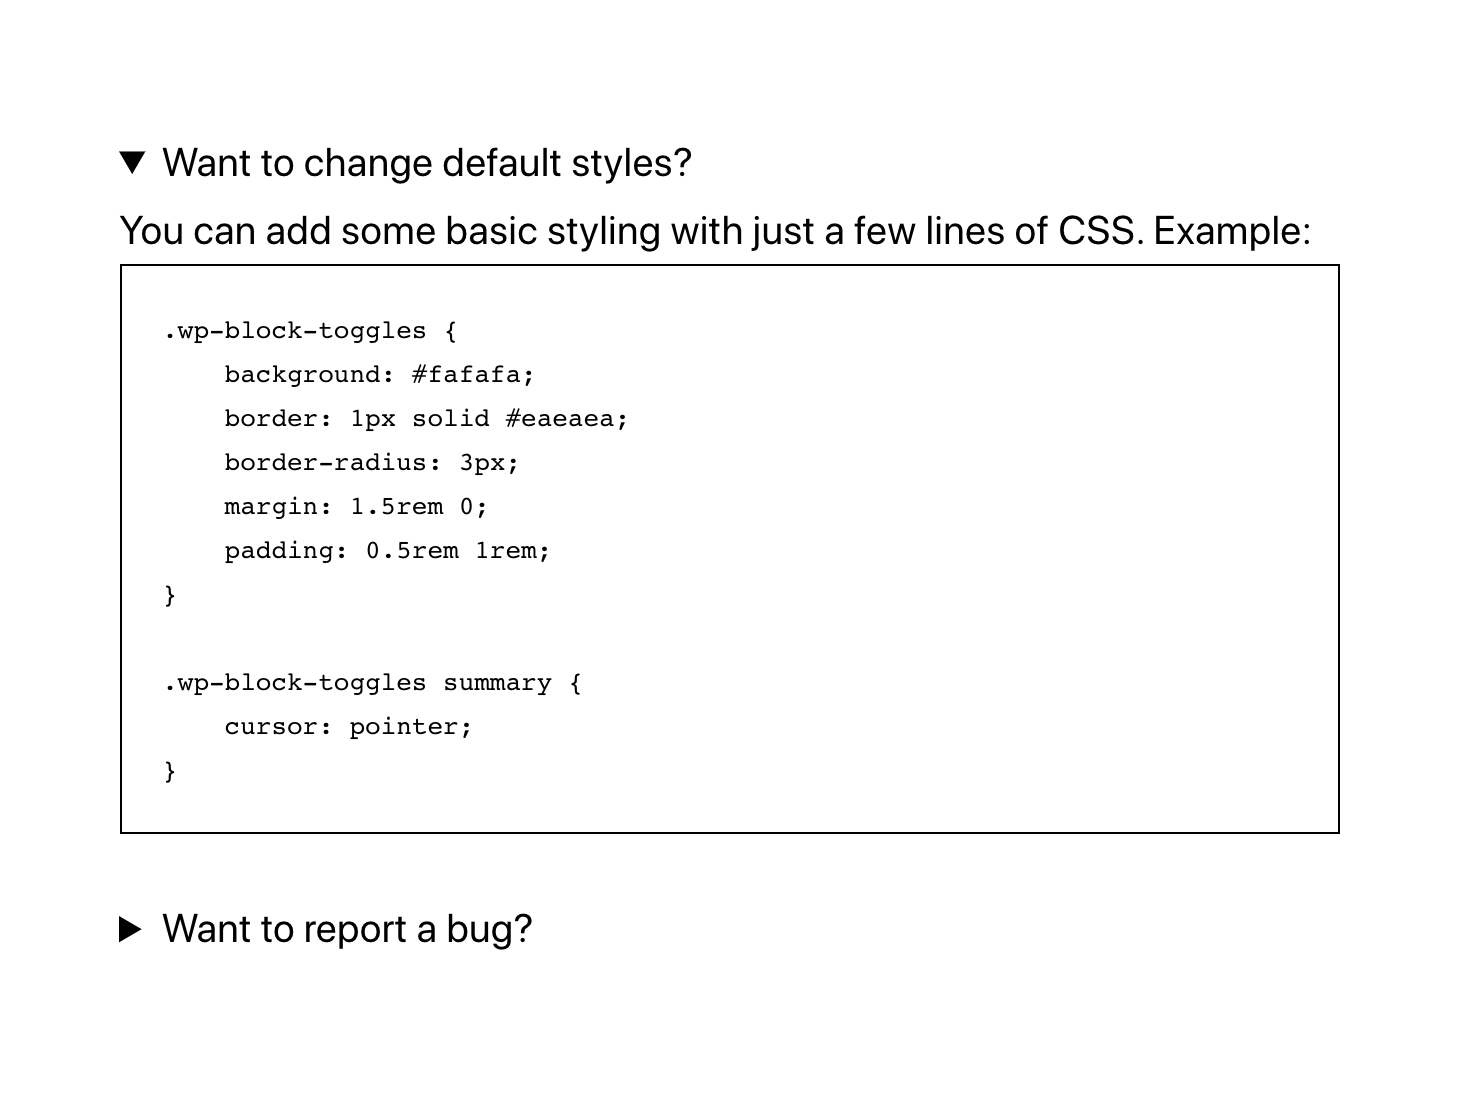 Want to change default styles?
You can add some basic styling with just a few lines of CSS. Example:
.wp-block-toggles {
    background: #fafafa;
    border: 1px solid #eaeaea;
    border-radius: 3px;
    margin: 1.5rem 0;
    padding: 0.5rem 1rem;
}
.wp-block-toggles summary {
    cursor: pointer;
}
Want to report a bug?